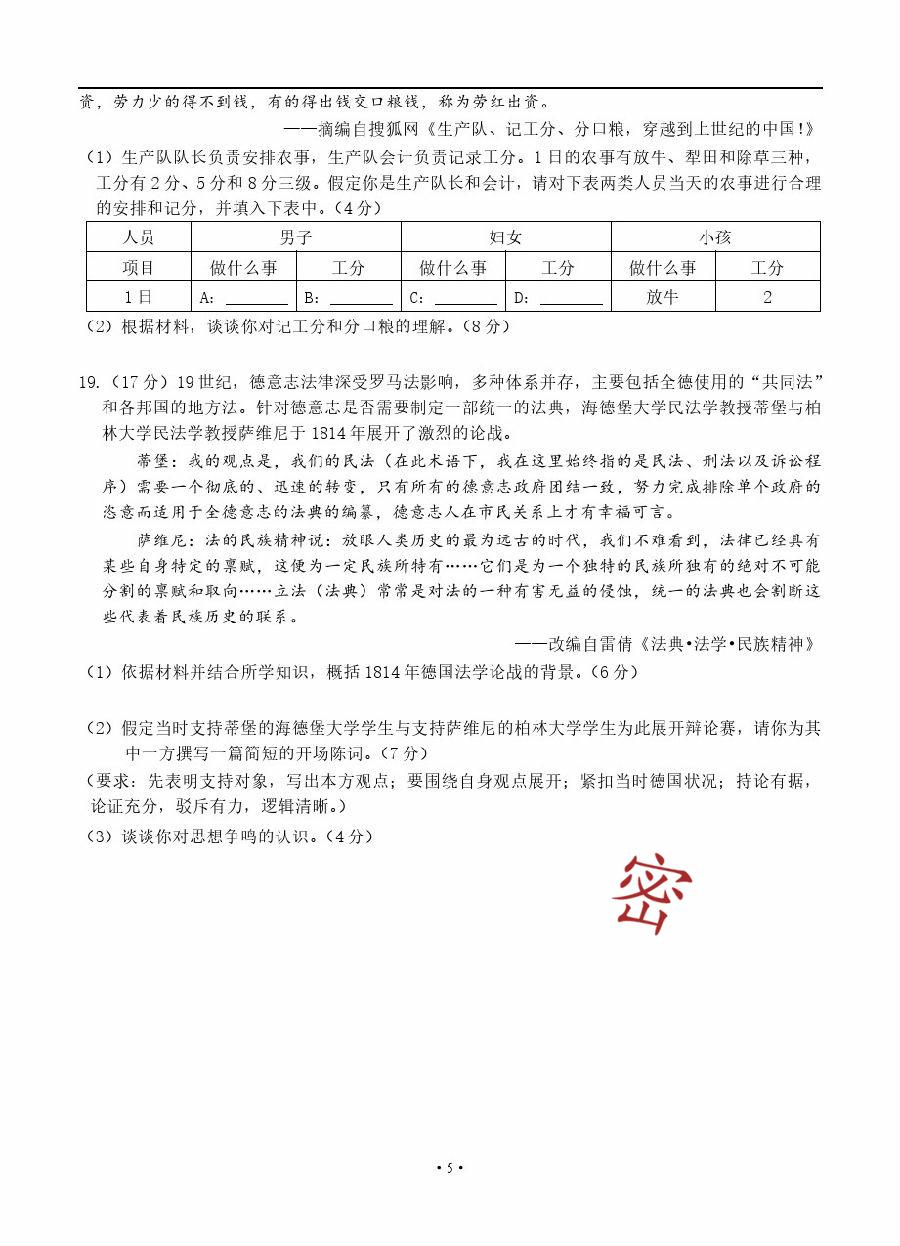 资，劳力少的得不到钱，有的得出钱交口粮钱，称为劳红出资。
——摘编自搜狐网《生产队、记工分、分口粮，穿越到上世纪的中国！》
（1）生产队队长负责安排农事，生产队会计负责记录工分。1日的农事有放牛、犁田和除草三种，
工分有2分、5分和8分三级。假定你是生产队长和会计，请对下表两类人员当天的农事进行合理
的安排和记分，并填入下表中。（4分）
人员 男子 妇女 小孩
项目 做什么事 工分 做什么事 工分 做什么事 工分
1日 A：________ B：________ C：________ D：________ 放牛 2
（2）根据材料，谈谈你对记工分和分口粮的理解。（8分）
19.（17分）19世纪，德意志法律深受罗马法影响，多种体系并存，主要包括全德使用的“共同法”
和各邦国的地方法。针对德意志是否需要制定一部统一的法典，海德堡大学民法学教授蒂堡与柏
林大学民法学教授萨维尼于1814年展开了激烈的论战。
蒂堡：我的观点是，我们的民法（在此术语下，我在这里始终指的是民法、刑法以及诉讼程
序）需要一个彻底的、迅速的转变，只有所有的德意志政府团结一致，努力完成排除单个政府的
恣意而适用于全德意志的法典的编纂，德意志人在市民关系上才有幸福可言。
萨维尼：法的民族精神说：放眼人类历史的最为远古的时代，我们不难看到，法律已经具有
某些自身特定的禀赋，这便为一定民族所特有……它们是为一个独特的民族所独有的绝对不可能
分割的禀赋和取向……立法（法典）常常是对法的一种有害无益的侵蚀，统一的法典也会割断这
些代表着民族历史的联系。
——改编自雷倩《法典•法学•民族精神》
（1）依据材料并结合所学知识，概括1814年德国法学论战的背景。（6分）
（2）假定当时支持蒂堡的海德堡大学学生与支持萨维尼的柏林大学学生为此展开辩论赛，请你为其
中一方撰写一篇简短的开场陈词。（7分）
（要求：先表明支持对象，写出本方观点；要围绕自身观点展开；紧扣当时德国状况；持论有据，
论证充分，驳斥有力，逻辑清晰。）
（3）谈谈你对思想争鸣的认识。（4分）
密
•5•